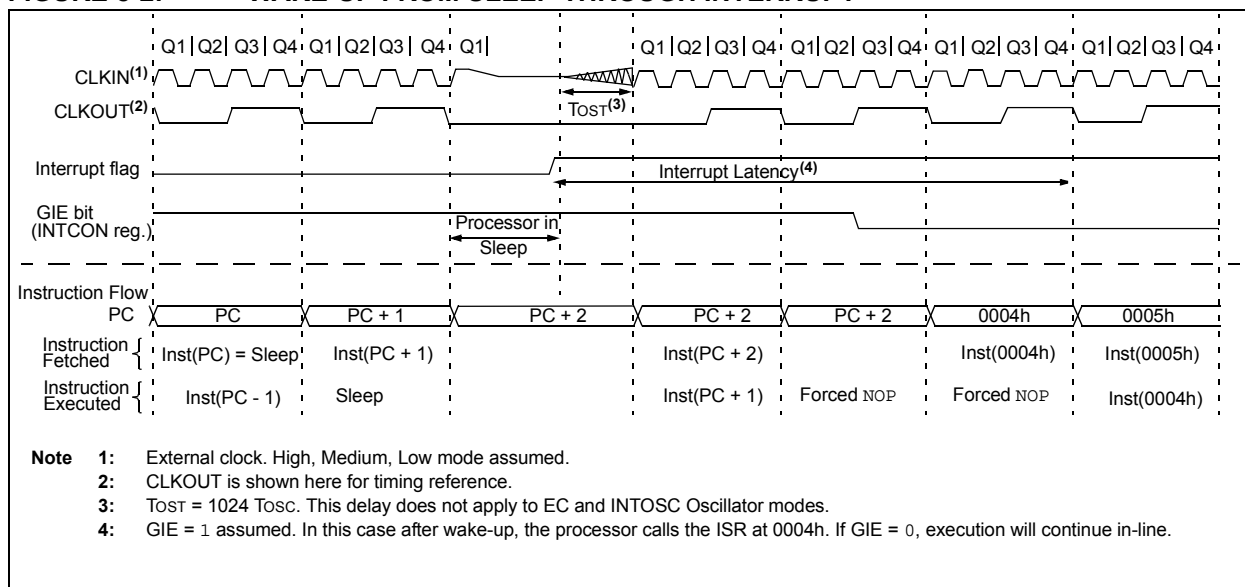 FIGURE 8-2: WAKE-UP FROM SLEEP THROUGH INTERRUPT
Q1 Q2 Q3 Q4 Q1 Q2 Q3 Q4 Q1 Q1 Q2 Q3 Q4 Q1 Q2 Q3 Q4 Q1 Q2 Q3 Q4 Q1 Q2 Q3 Q4
CLKIN(1)
CLKOUT(2)
TOST(3)
Interrupt flag
Interrupt Latency(4)
GIE bit
(INTCON reg.)
Processor in
Sleep
Instruction Flow
PC PC PC + 1 PC + 2 PC + 2 PC + 2 0004h 0005h
Instruction
Fetched
Inst(PC) = Sleep Inst(PC + 1) Inst(PC + 2) Inst(0004h) Inst(0005h)
Instruction
Executed
Inst(PC - 1) Sleep Inst(PC + 1) Forced NOP Forced NOP Inst(0004h)
Note 1: External clock. High, Medium, Low mode assumed.
2: CLKOUT is shown here for timing reference.
3: TOST = 1024 TOSC. This delay does not apply to EC and INTOSC Oscillator modes.
4: GIE = 1 assumed. In this case after wake-up, the processor calls the ISR at 0004h. If GIE = 0, execution will continue in-line.